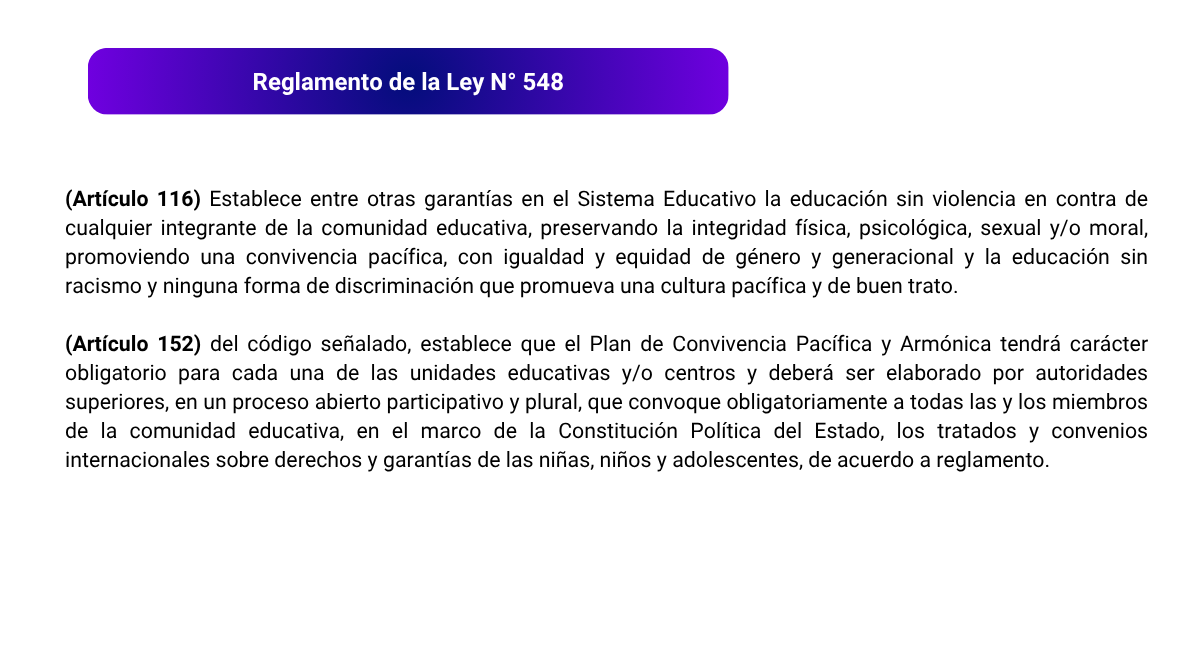 Reglamento de la Ley N° 548
(Artículo 116) Establece entre otras garantías en el Sistema Educativo la educación sin violencia en contra de
cualquier integrante de la comunidad educativa, preservando la integridad física, psicológica, sexual y/o moral,
promoviendo una convivencia pacífica, con igualdad y equidad de género y generacional y la educación sin
racismo y ninguna forma de discriminación que promueva una cultura pacífica y de buen trato.
(Artículo 152) del código señalado, establece que el Plan de Convivencia Pacífica y Armónica tendrá carácter
obligatorio para cada una de las unidades educativas y/o centros y deberá ser elaborado por autoridades
superiores, en un proceso abierto participativo y plural, que convoque obligatoriamente a todas las y los miembros
de la comunidad educativa, en el marco de la Constitución Política del Estado, los tratados y convenios
internacionales sobre derechos y garantías de las niñas, niños y adolescentes, de acuerdo a reglamento.